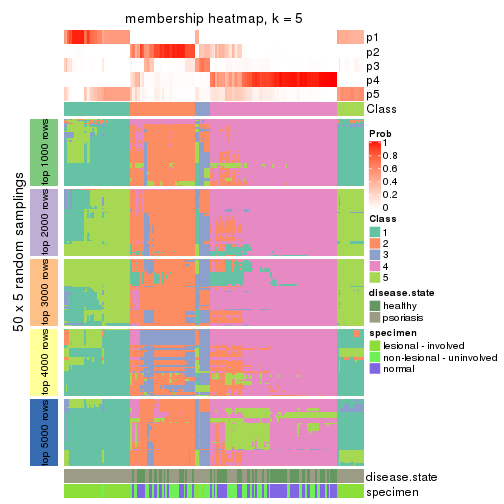 membership heatmap, k = 5
p1
p2
p3
p4
p5
Class
50 x 5 random samplings
top 1000 rows
top 2000 rows
top 3000 rows
top 4000 rows
top 5000 rows
Prob
1
0.8
0.6
0.4
0.2
0
Class
1
2
3
4
5
disease.state
healthy
psoriasis
specimen
lesional - involved
non-lesional - uninvolved
normal
disease.state
specimen